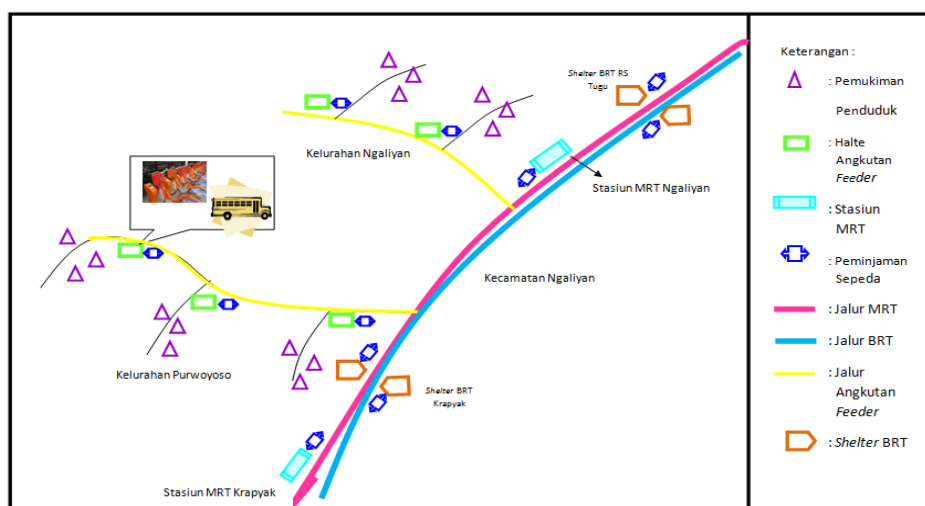 Shelter BRT RS
Tugu
Kelurahan Ngaliyan
Stasiun MRT Ngaliyan
Kecamatan Ngaliyan
Kelurahan Purwoyoso
Shelter BRT
Krapyak
Stasiun MRT Krapyak
Keterangan :
: Pemukiman
Penduduk
: Halte
Angkutan
Feeder
: Stasiun
MRT
: Peminjaman
Sepeda
: Jalur MRT
: Jalur BRT
: Jalur
Angkutan
Feeder
: Shelter BRT